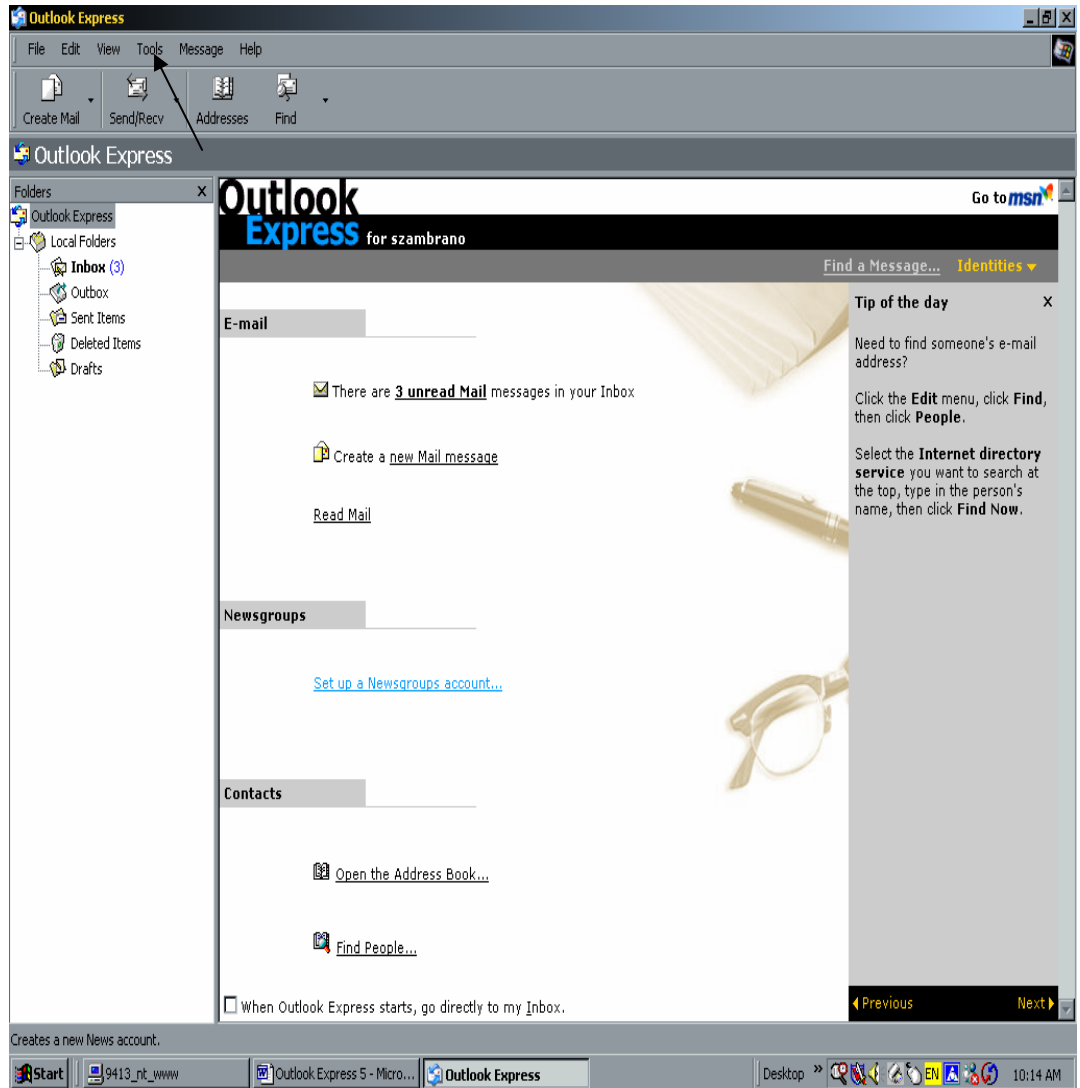 Outlook Express
File Edit View Tools Message Help
Create Mail Send/Recv Addresses Find
Outlook Express
Folders X
Outlook Express
Local Folders
Inbox (3)
Outbox
Sent Items
Deleted Items
Drafts
Outlook
Go to msn
Express for szambrano
Find a Message... Identities
E-mail
There are 3 unread Mail messages in your Inbox
Create a new Mail message
Read Mail
Newsgroups
Set up a Newsgroups account...
Contacts
Open the Address Book...
Find People...
When Outlook Express starts, go directly to my Inbox.
Tip of the day X
Need to find someone's e-mail
address?
Click the Edit menu, click Find,
then click People.
Select the Internet directory
service you want to search at
the top, type in the person's
name, then click Find Now.
Previous Next
Creates a new News account.
Start 9413_nt_www Outlook Express 5 - Micro... Outlook Express Desktop » EN 10:14 AM